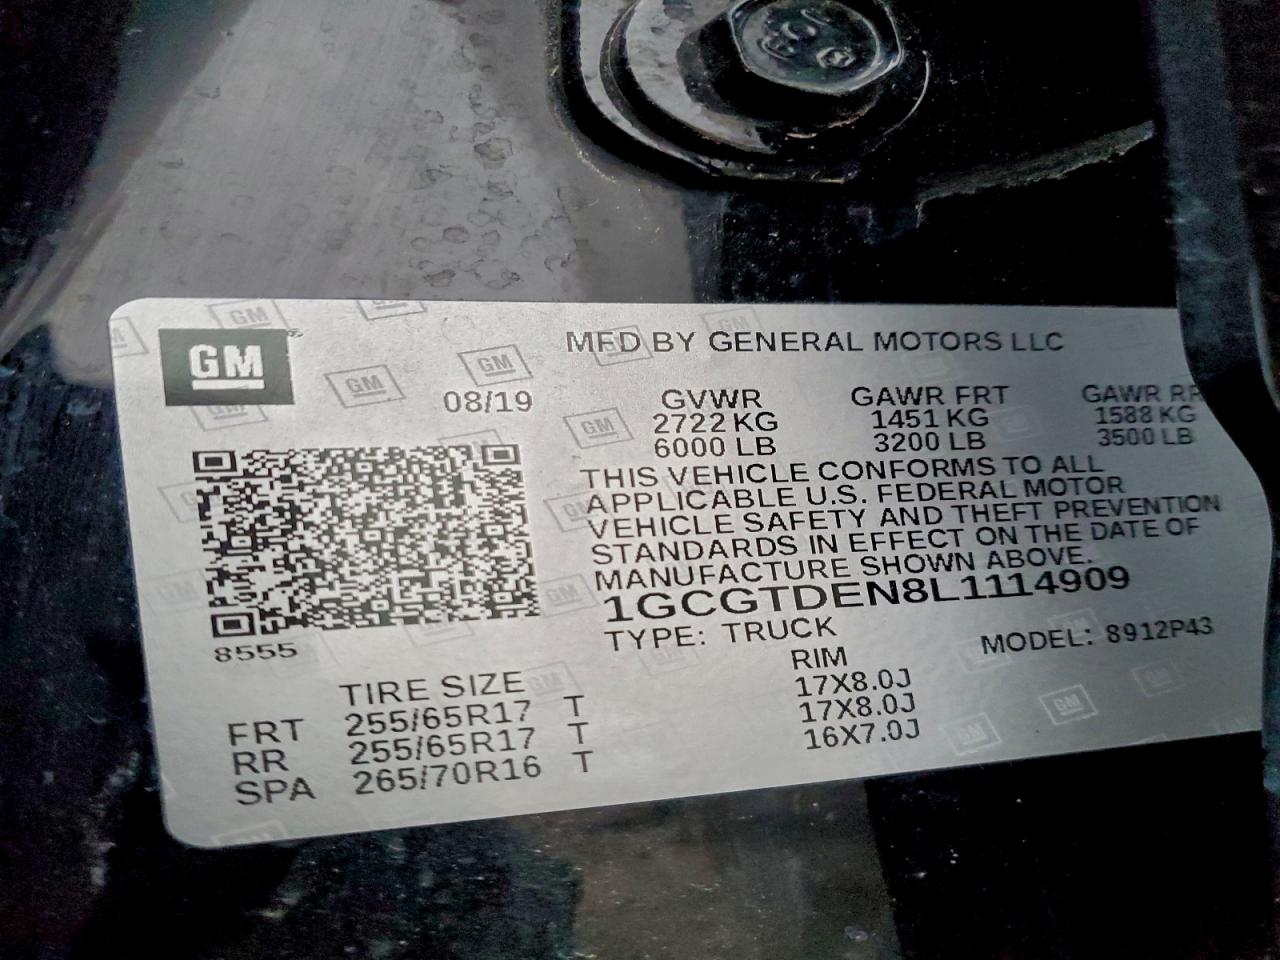 GM
MFD BY GENERAL MOTORS LLC
08/19
GVWR GAWR FRT GAWR RR
2722 KG 1451 KG 1588 KG
6000 LB 3200 LB 3500 LB
THIS VEHICLE CONFORMS TO ALL
APPLICABLE U.S. FEDERAL MOTOR
VEHICLE SAFETY AND THEFT PREVENTION
STANDARDS IN EFFECT ON THE DATE OF
MANUFACTURE SHOWN ABOVE.
1GCGTDEN8L1114909
8555
TYPE: TRUCK MODEL: 8912P43
TIRE SIZE RIM
FRT 255/65R17 T 17X8.0J
RR 255/65R17 T 17X8.0J
SPA 265/70R16 T 16X7.0J